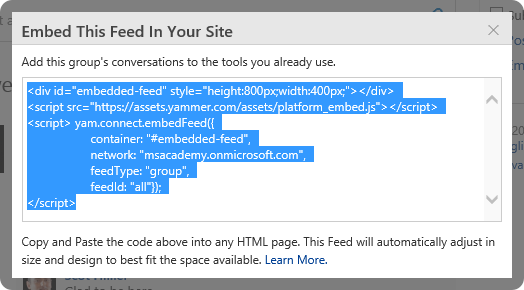 Embed This Feed In Your Site
Add this group's conversations to the tools you already use.
<div id="embedded-feed" style="height:800px;width:400px;"></div>
<script src="https://assets.yammer.com/assets/platform_embed.js"></script>
<script> yam.connect.embedFeed({
container: "#embedded-feed",
network: "msacademy.onmicrosoft.com",
feedType: "group",
feedId: "all"});
</script>
Copy and Paste the code above into any HTML page. This Feed will automatically adjust in
size and design to best fit the space available. Learn More.